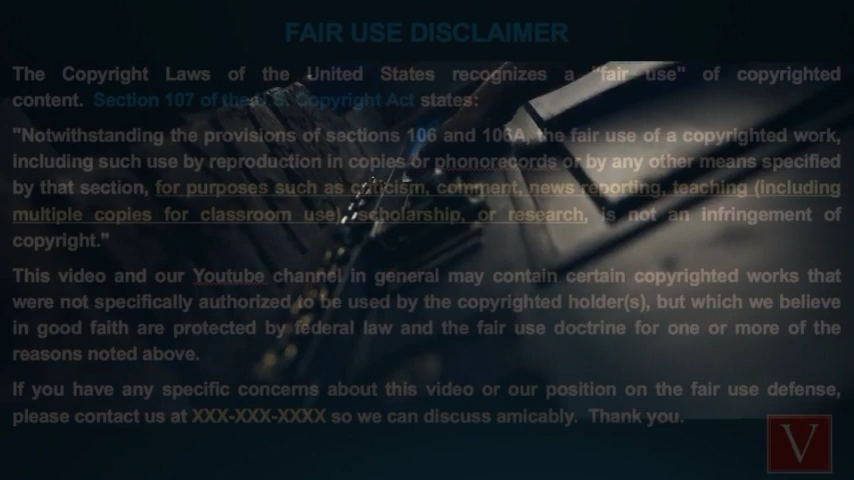 FAIR USE DISCLAIMER
The Copyright Laws of the United States recognizes a "fair use" of copyrighted
content. Section 107 of the U.S. Copyright Act states:
"Notwithstanding the provisions of sections 106 and 106A, the fair use of a copyrighted work,
including such use by reproduction in copies or phonorecords or by any other means specified
by that section, for purposes such as criticism, comment, news reporting, teaching (including
multiple copies for classroom use), scholarship, or research, is not an infringement of
copyright."
This video and our Youtube channel in general may contain certain copyrighted works that
were not specifically authorized to be used by the copyrighted holder(s), but which we believe
in good faith are protected by federal law and the fair use doctrine for one or more of the
reasons noted above.
If you have any specific concerns about this video or our position on the fair use defense,
please contact us at XXX-XXX-XXXX so we can discuss amicably. Thank you.
V